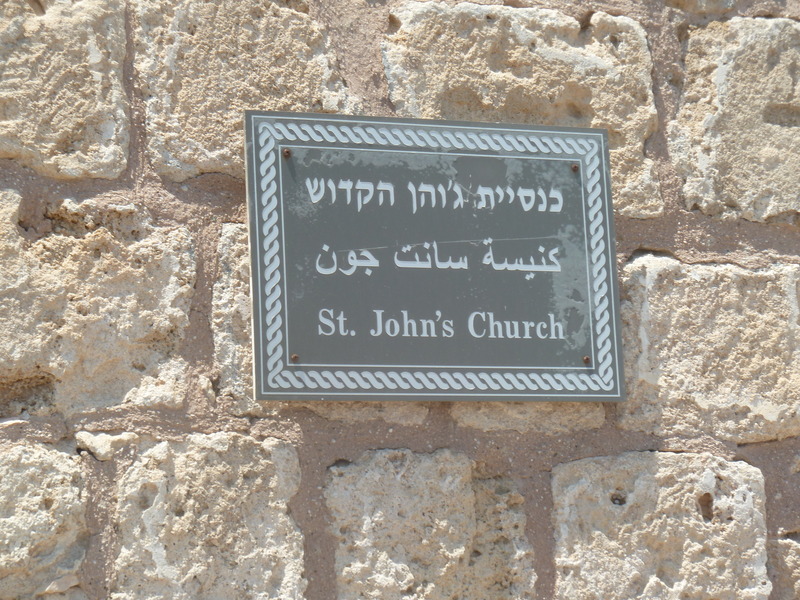 כנסיית ג'והן הקדוש
كنيسة سانت جون
St. John's Church